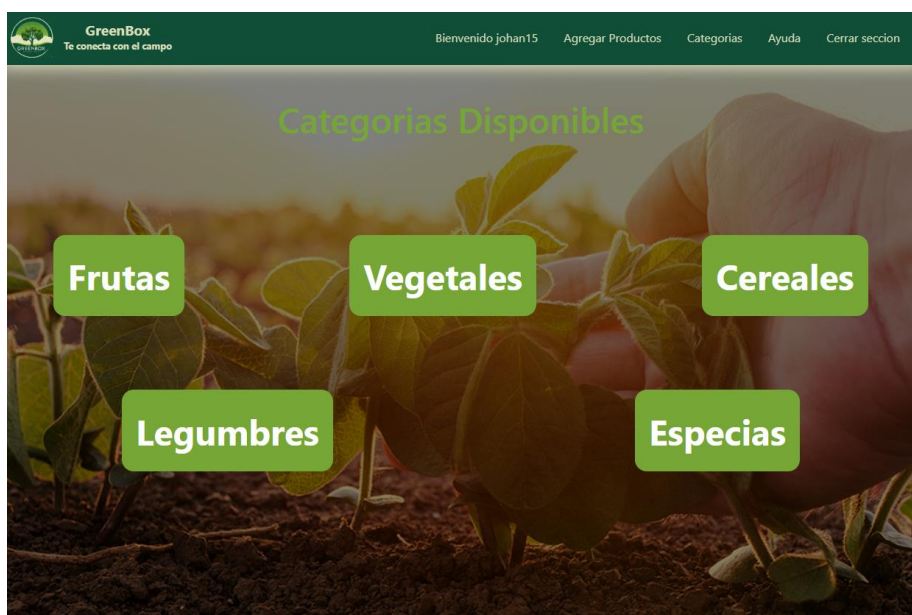 GreenBox
Te conecta con el campo
GREENBOX
Bienvenido johan15 Agregar Productos Categorias Ayuda Cerrar seccion
Categorias Disponibles
Frutas Vegetales Cereales
Legumbres Especias